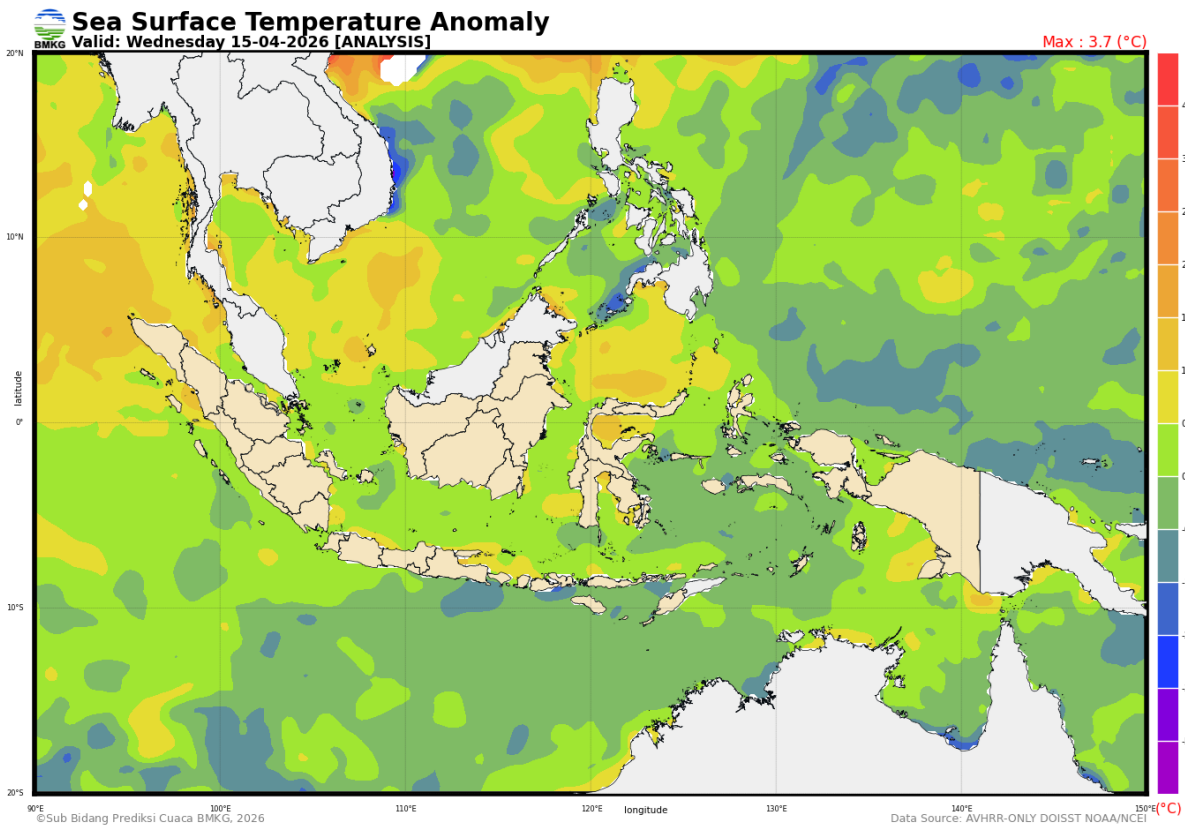 Sea Surface Temperature Anomaly
BMKG
Valid: Wednesday 15-04-2026 [ANALYSIS]
Max : 3.7 (°C)
20°N
10°N
0°
10°S
20°S
latitude
90°E
100°E
110°E
120°E
130°E
140°E
150°E
longitude
(°C)
©Sub Bidang Prediksi Cuaca BMKG, 2026
Data Source: AVHRR-ONLY DOISST NOAA/NCEI